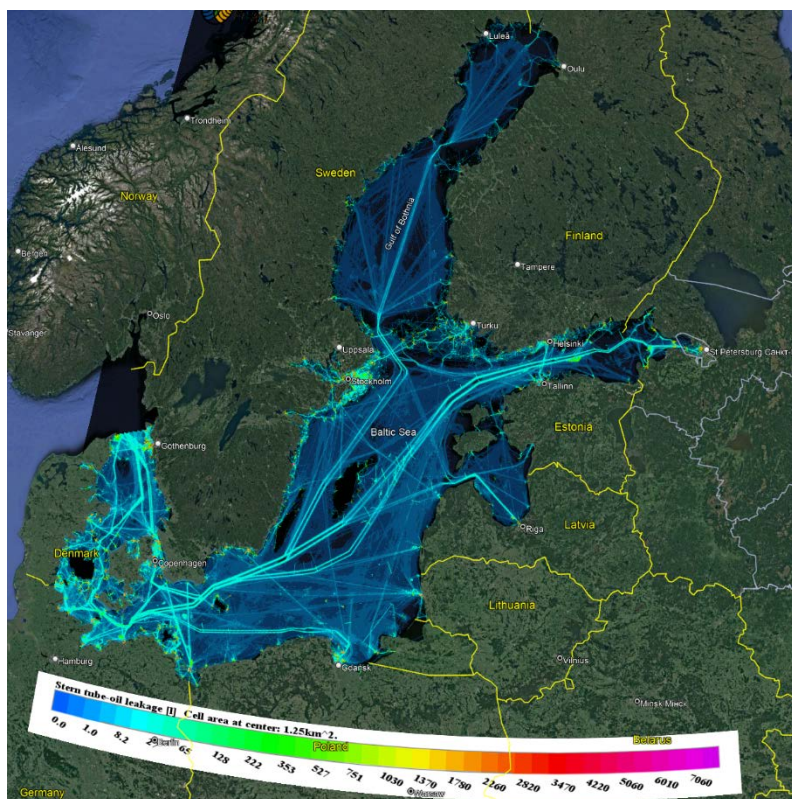 Luleå
Oulu
Trondheim
Ålesund
Sweden
Norway
Gulf of Bothnia
Finland
Bergen
Tampere
Oslo
Stavanger
Turku
Helsinki
Uppsala
St Petersburg Санкт-
Stockholm
Tallinn
Baltic Sea
Estonia
Gothenburg
Latvia
Riga
Denmark
Copenhagen
Lithuania
Hamburg
Vilnius
Gdańsk
Stern tube-oil leakage [l] Cell area at center: 1.25km^2.
Minsk Минск
0.0 1.0 8.2 65 128 222 353 527 751 1030 1370 1780 2260 2820 3470 4220 5060 6010 7060
Berlin
Poland
Belarus
Germany
Warsaw